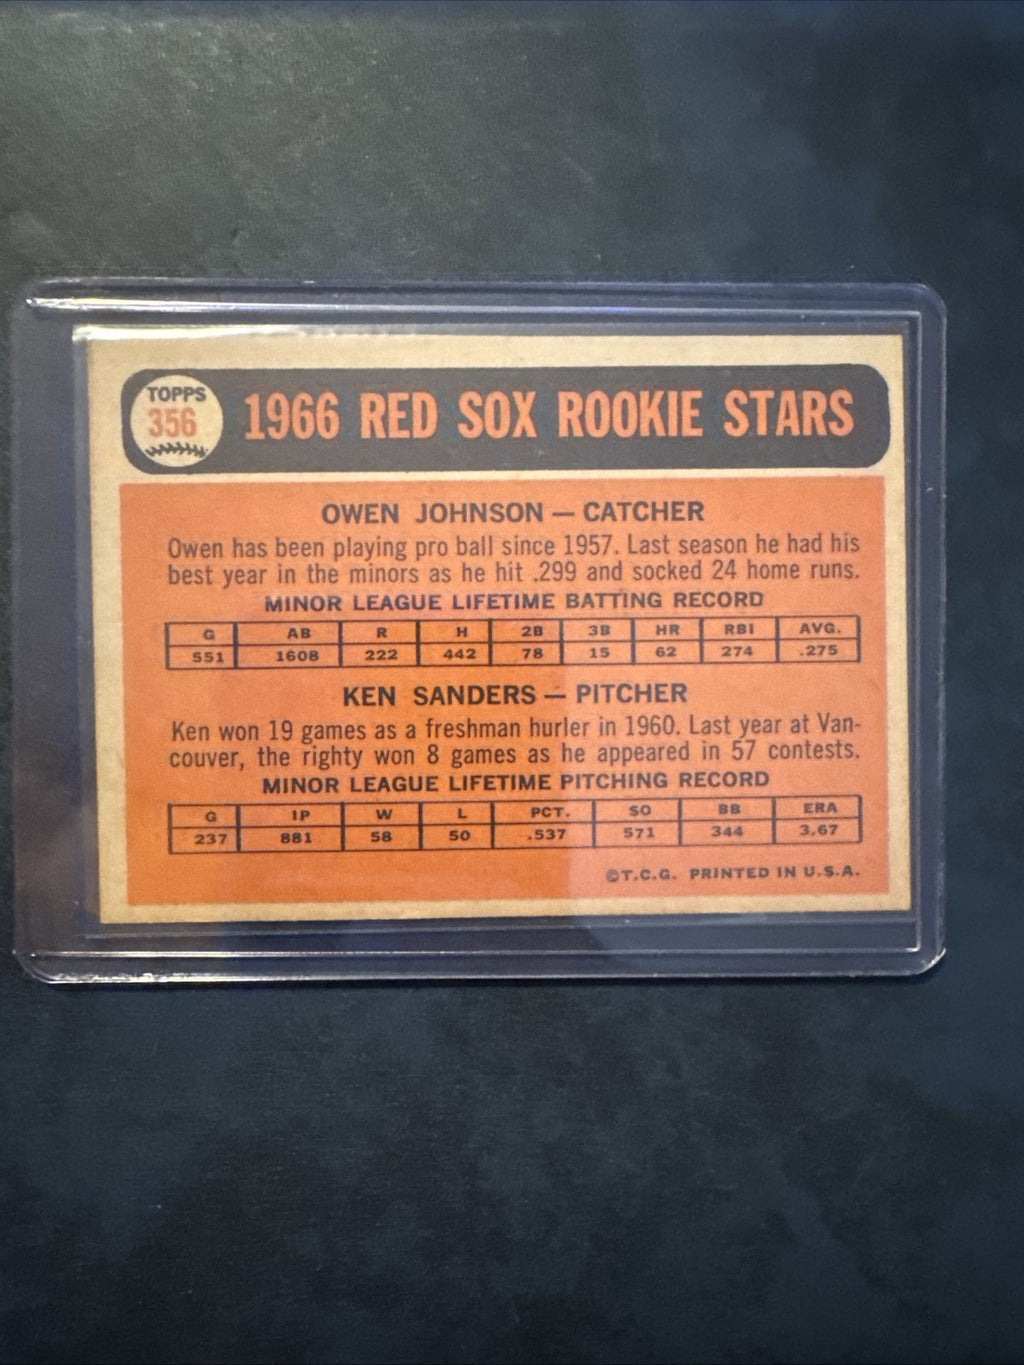 TOPPS
356
1966 RED SOX ROOKIE STARS
OWEN JOHNSON — CATCHER
Owen has been playing pro ball since 1957. Last season he had his
best year in the minors as he hit .299 and socked 24 home runs.
MINOR LEAGUE LIFETIME BATTING RECORD
G AB R H 2B 3B HR RBI AVG.
551 1608 222 442 78 15 62 274 .275
KEN SANDERS — PITCHER
Ken won 19 games as a freshman hurler in 1960. Last year at Van-
couver, the righty won 8 games as he appeared in 57 contests.
MINOR LEAGUE LIFETIME PITCHING RECORD
G IP W L PCT. SO BB ERA
237 881 58 50 .537 571 344 3.67
©T.C.G. PRINTED IN U.S.A.